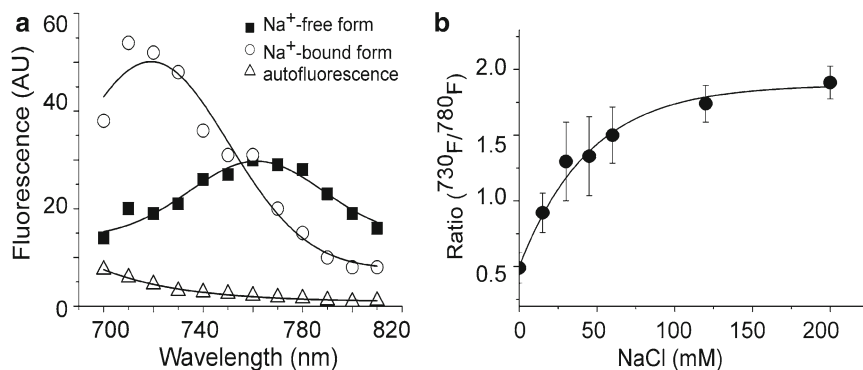 a
Fluorescence (AU)
60
40
20
0
700
740
780
820
Wavelength (nm)
■ Na⁺-free form
○ Na⁺-bound form
△ autofluorescence
b
Ratio (⁷³⁰F/⁷⁸⁰F)
2.0
1.5
1.0
0.5
0
50
100
150
200
NaCl (mM)